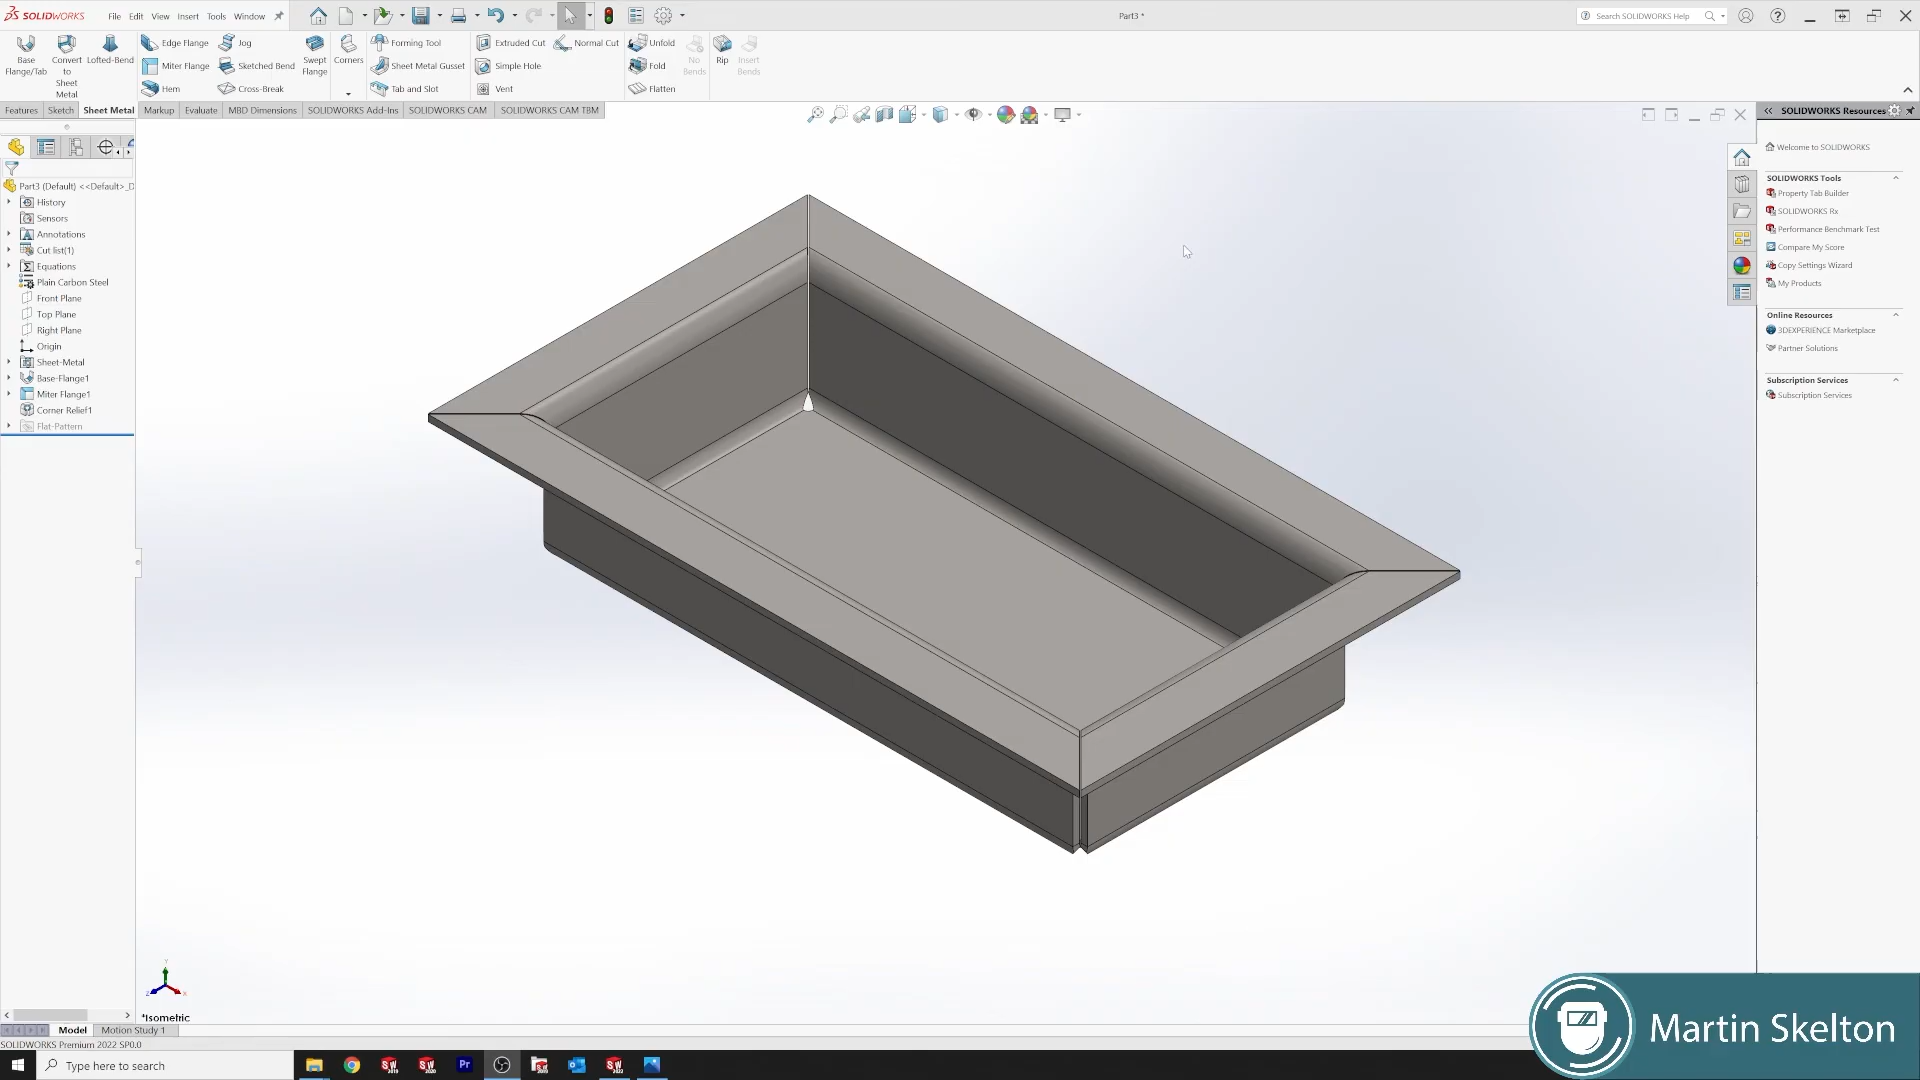 SOLIDWORKS File Edit View Insert Tools Window
Part3 *
Search SOLIDWORKS Help
Base Flange/Tab
Convert to Sheet Metal
Lofted-Bend
Edge Flange
Miter Flange
Hem
Jog
Sketched Bend
Cross-Break
Swept Flange
Corners
Forming Tool
Sheet Metal Gusset
Tab and Slot
Extruded Cut
Simple Hole
Vent
Normal Cut
Unfold
Fold
Flatten
No Bends
Rip
Insert Bends
Features Sketch Sheet Metal Markup Evaluate MBD Dimensions SOLIDWORKS Add-Ins SOLIDWORKS CAM SOLIDWORKS CAM TBM
Part3 (Default) <<Default>_D
History
Sensors
Annotations
Cut list(1)
Equations
Plain Carbon Steel
Front Plane
Top Plane
Right Plane
Origin
Sheet-Metal
Base-Flange1
Miter Flange1
Corner Relief1
Flat-Pattern
SOLIDWORKS Resources
Welcome to SOLIDWORKS
SOLIDWORKS Tools
Property Tab Builder
SOLIDWORKS Rx
Performance Benchmark Test
Compare My Score
Copy Settings Wizard
My Products
Online Resources
3DEXPERIENCE Marketplace
Partner Solutions
Subscription Services
Subscription Services
*Isometric
Model Motion Study 1
SOLIDWORKS Premium 2022 SP0.0
Type here to search
Martin Skelton